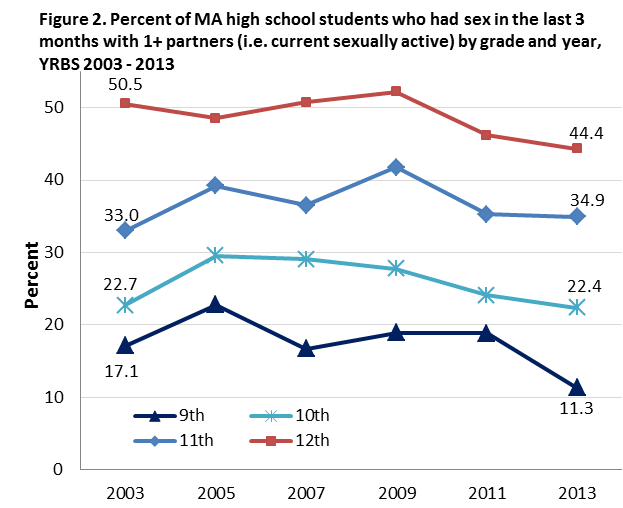 Figure 2. Percent of MA high school students who had sex in the last 3
months with 1+ partners (i.e. current sexually active) by grade and year,
YRBS 2003 - 2013
50.5
50
44.4
40
33.0
34.9
Percent
30
22.7
22.4
20
17.1
11.3
10
9th
10th
11th
12th
0
2003 2005 2007 2009 2011 2013